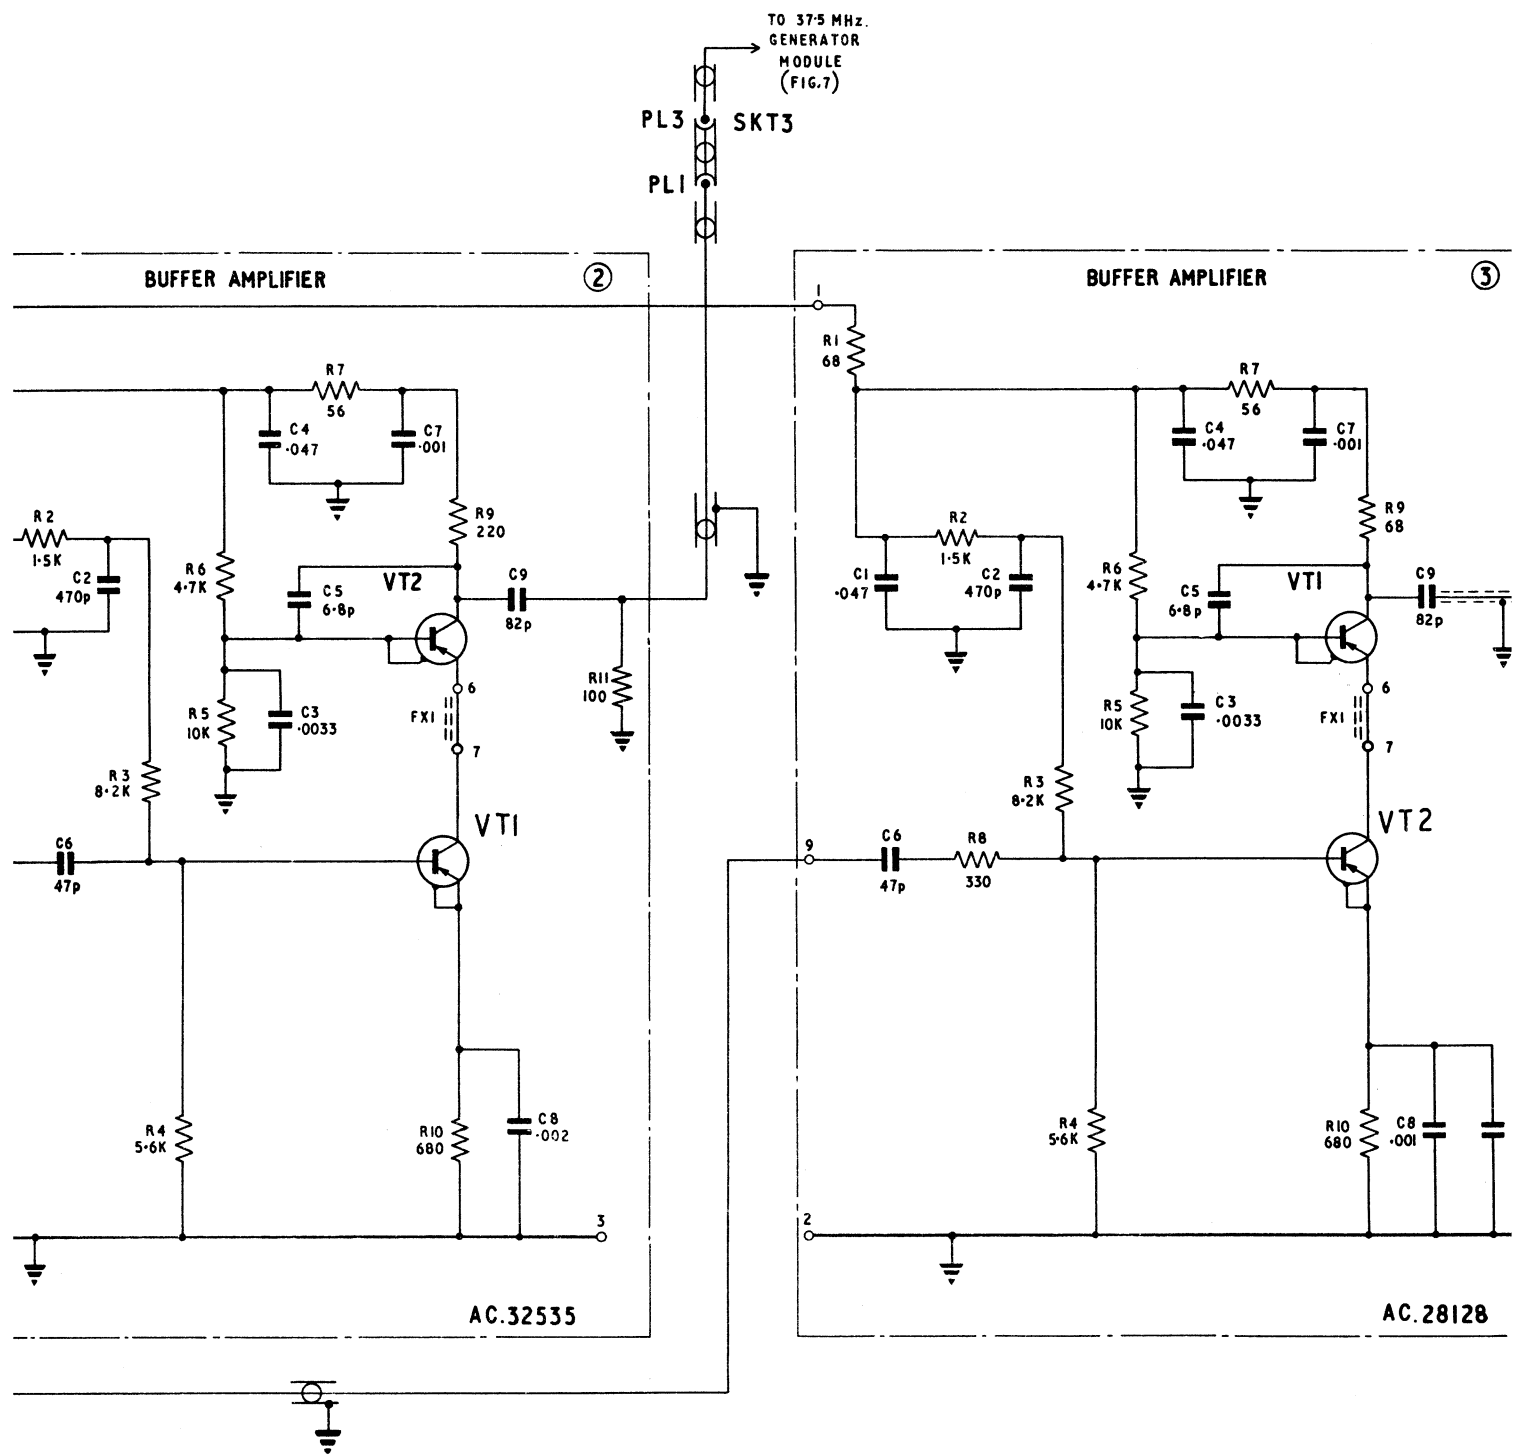 TO 37·5 MHz.
GENERATOR
MODULE
(FIG.7)
PL3
SKT3
PL1
BUFFER AMPLIFIER
2
R7
56
C4
·047
C7
·001
R2
1·5K
C2
470p
R6
4·7K
C5
6·8p
VT2
R9
220
C9
82p
R11
100
R5
10K
C3
·0033
FX1
6
7
R3
8·2K
VT1
C6
47p
R4
5·6K
R10
680
C8
·002
3
AC.32535
BUFFER AMPLIFIER
3
1
R1
68
R7
56
C4
·047
C7
·001
R2
1·5K
C1
·047
C2
470p
R6
4·7K
C5
6·8p
VT1
R9
68
C9
82p
R5
10K
C3
·0033
FX1
6
7
R3
8·2K
VT2
9
C6
47p
R8
330
R4
5·6K
R10
680
C8
·001
2
AC.28128